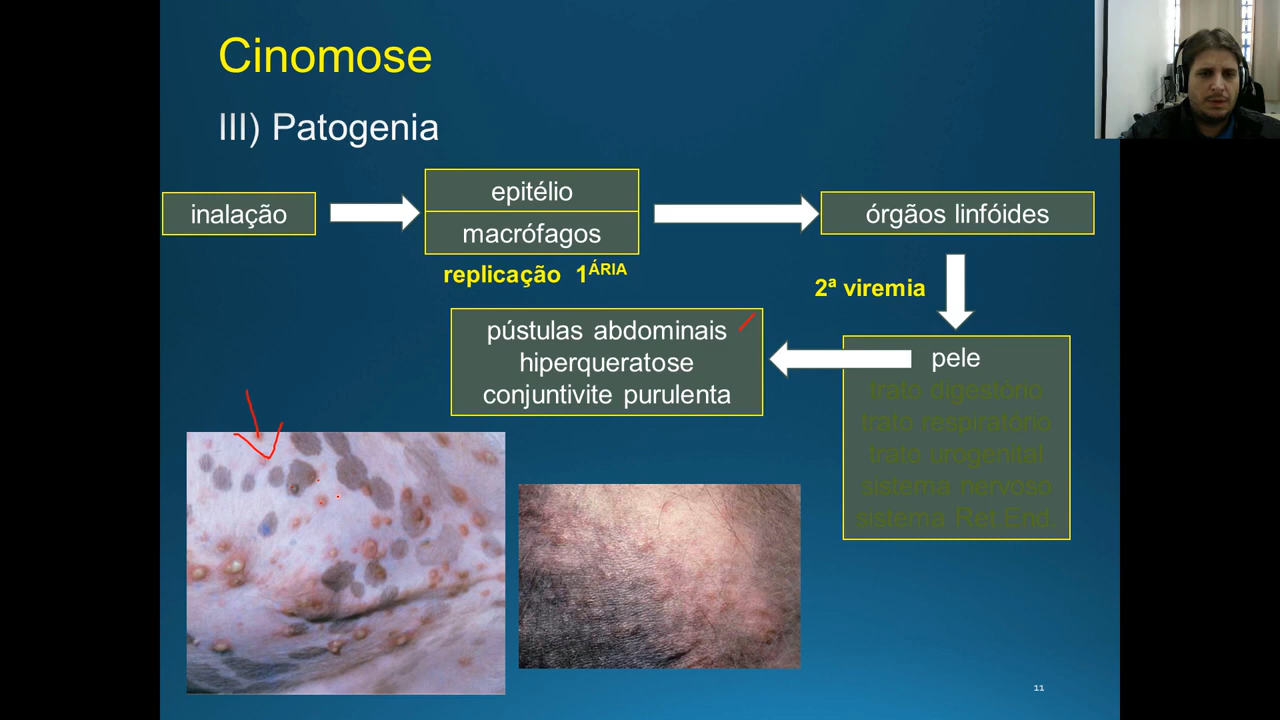 Cinomose
III) Patogenia
inalação
epitélio
macrófagos
replicação 1ÁRIA
órgãos linfóides
2ª viremia
pústulas abdominais
hiperqueratose
conjuntivite purulenta
pele
trato digestório
trato respiratório
trato urogenital
sistema nervoso
sistema Ret End.
11